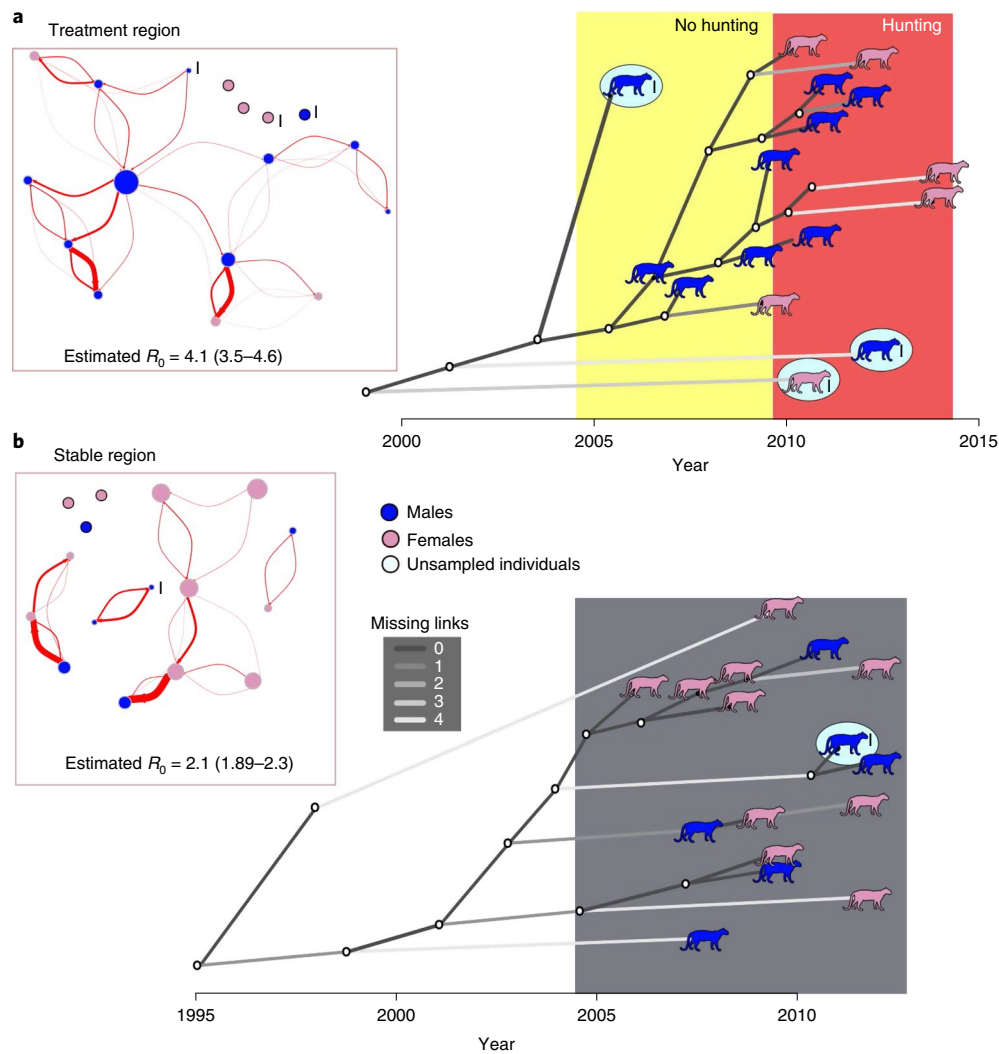 a
Treatment region
I
I
I
Estimated R0 = 4.1 (3.5–4.6)
No hunting
Hunting
I
I
I
2000
2005
2010
2015
Year
b
Stable region
I
Estimated R0 = 2.1 (1.89–2.3)
Males
Females
Unsampled individuals
Missing links
0
1
2
3
4
I
1995
2000
2005
2010
Year